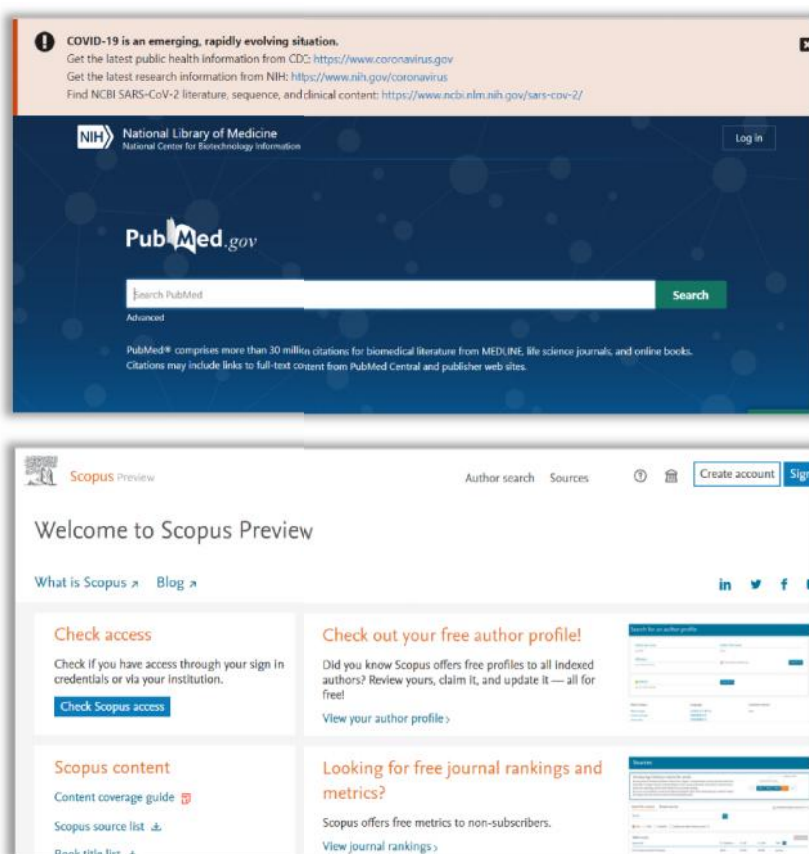 COVID-19 is an emerging, rapidly evolving situation.
Get the latest public health information from CDC: https://www.coronavirus.gov
Get the latest research information from NIH: https://www.nih.gov/coronavirus
Find NCBI SARS-CoV-2 literature, sequence, and clinical content: https://www.ncbi.nlm.nih.gov/sars-cov-2/
NIH National Library of Medicine
National Center for Biotechnology Information
Log in
PubMed.gov
Search PubMed
Search
Advanced
PubMed® comprises more than 30 million citations for biomedical literature from MEDLINE, life science journals, and online books.
Citations may include links to full-text content from PubMed Central and publisher web sites.
Scopus Preview
Author search Sources
Create account
Sign
Welcome to Scopus Preview
What is Scopus Blog
Check access
Check if you have access through your sign in
credentials or via your institution.
Check Scopus access
Check out your free author profile!
Did you know Scopus offers free profiles to all indexed
authors? Review yours, claim it, and update it — all for
free!
View your author profile
Search for an author profile
Scopus content
Content coverage guide
Scopus source list
Book title list
Looking for free journal rankings and
metrics?
Scopus offers free metrics to non-subscribers.
View journal rankings
Sources